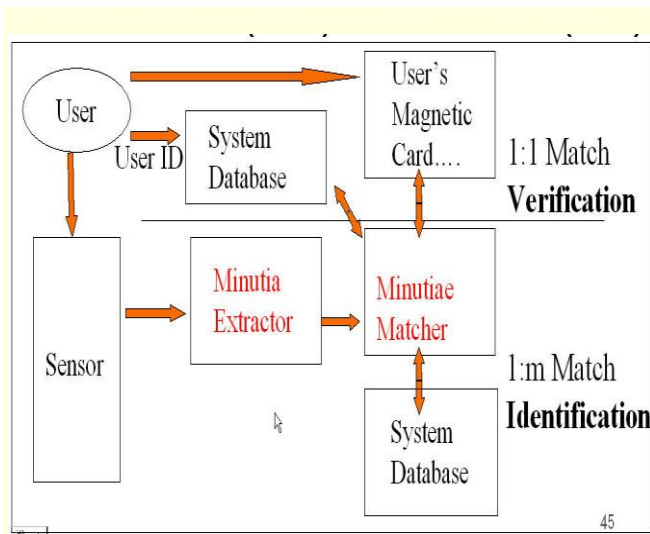 User's
Magnetic
Card....
User
User ID
System
Database
1:1 Match
Verification
Sensor
Minutia
Extractor
Minutiae
Matcher
1:m Match
Identification
System
Database
45